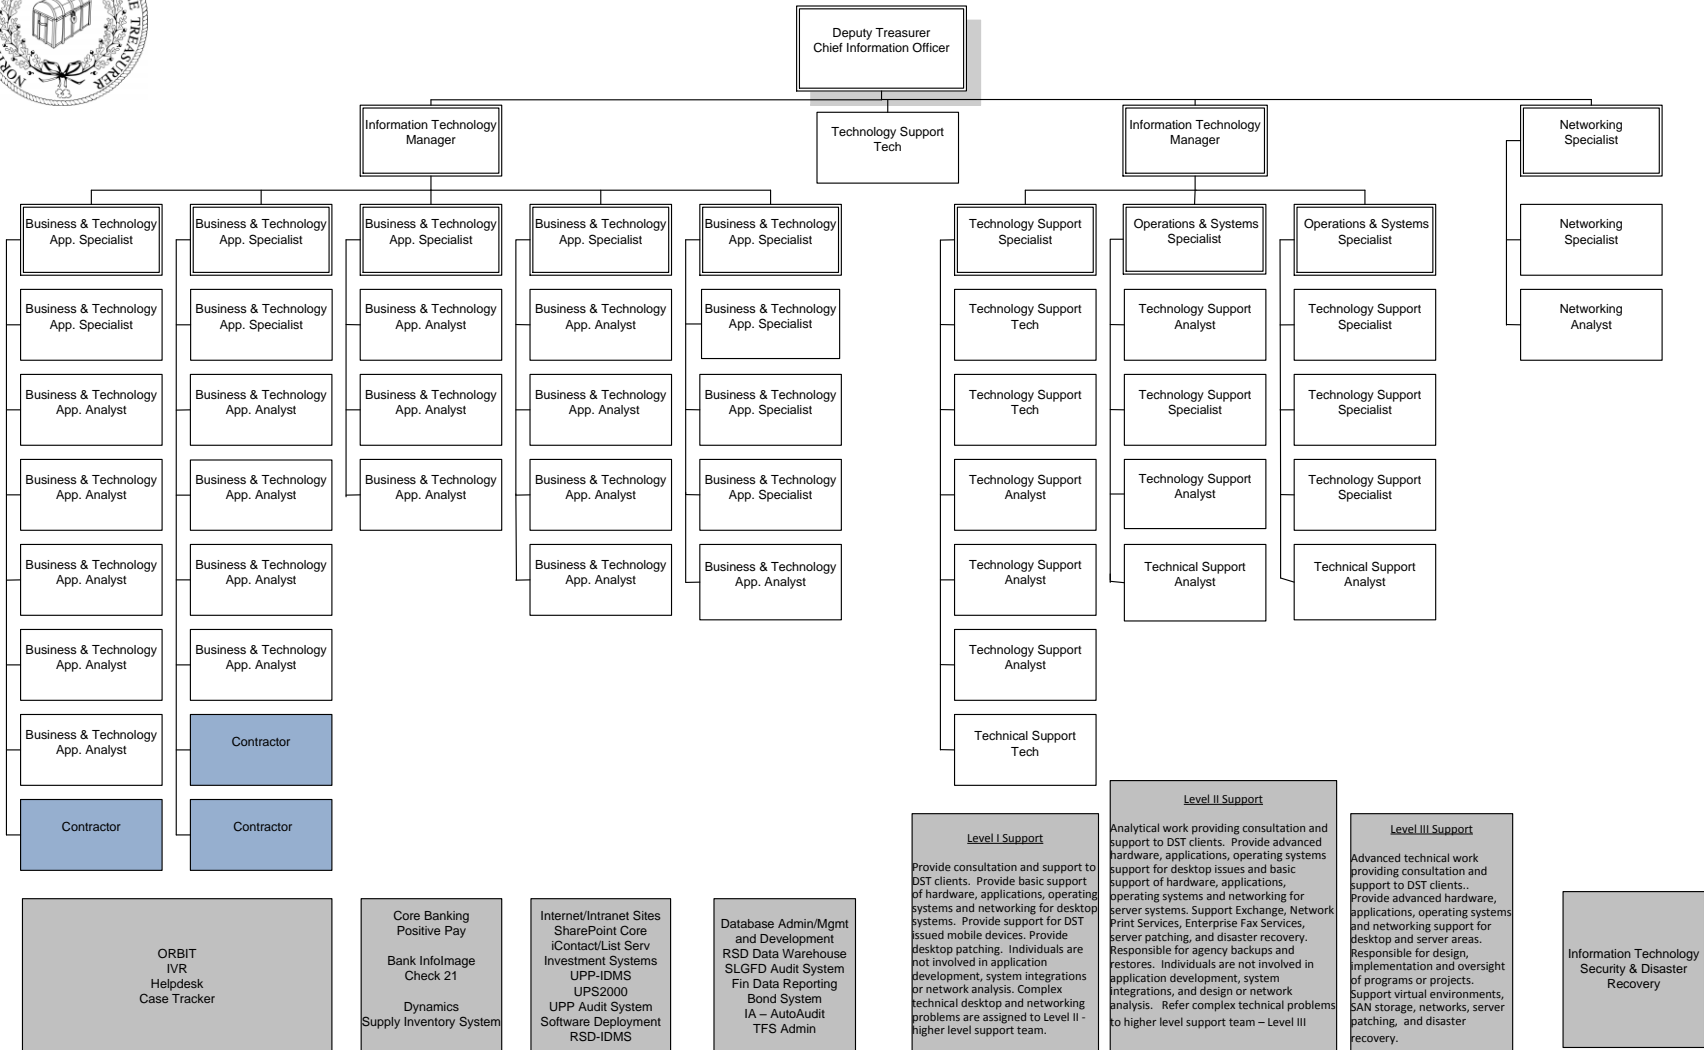 NORTH
E TREASURER
Deputy Treasurer
Chief Information Officer
Information Technology
Manager
Technology Support
Tech
Information Technology
Manager
Networking
Specialist
Business & Technology
App. Specialist
Business & Technology
App. Specialist
Business & Technology
App. Specialist
Business & Technology
App. Specialist
Business & Technology
App. Specialist
Technology Support
Specialist
Operations & Systems
Specialist
Operations & Systems
Specialist
Networking
Specialist
Business & Technology
App. Specialist
Business & Technology
App. Specialist
Business & Technology
App. Analyst
Business & Technology
App. Analyst
Business & Technology
App. Specialist
Technology Support
Tech
Technology Support
Analyst
Technology Support
Specialist
Networking
Analyst
Business & Technology
App. Analyst
Business & Technology
App. Analyst
Business & Technology
App. Analyst
Business & Technology
App. Analyst
Business & Technology
App. Specialist
Technology Support
Tech
Technology Support
Specialist
Technology Support
Specialist
Business & Technology
App. Analyst
Business & Technology
App. Analyst
Business & Technology
App. Analyst
Business & Technology
App. Analyst
Business & Technology
App. Specialist
Technology Support
Analyst
Technology Support
Analyst
Technology Support
Specialist
Business & Technology
App. Analyst
Business & Technology
App. Analyst
Business & Technology
App. Analyst
Business & Technology
App. Analyst
Technology Support
Analyst
Technical Support
Analyst
Technical Support
Analyst
Business & Technology
App. Analyst
Business & Technology
App. Analyst
Technology Support
Analyst
Business & Technology
App. Analyst
Contractor
Technical Support
Tech
Contractor
Contractor
ORBIT
IVR
Helpdesk
Case Tracker
Core Banking
Positive Pay
Bank InfoImage
Check 21
Dynamics
Supply Inventory System
Internet/Intranet Sites
SharePoint Core
iContact/List Serv
Investment Systems
UPP-IDMS
UPS2000
UPP Audit System
Software Deployment
RSD-IDMS
Database Admin/Mgmt
and Development
RSD Data Warehouse
SLGFD Audit System
Fin Data Reporting
Bond System
IA – AutoAudit
TFS Admin
Level I Support
Provide consultation and support to
DST clients.  Provide basic support
of hardware, applications, operating
systems and networking for desktop
systems.  Provide support for DST
issued mobile devices. Provide
desktop patching.  Individuals are
not involved in application
development, system integrations
or network analysis.  Complex
technical desktop and networking
problems are assigned to Level II -
higher level support team.
Level II Support
Analytical work providing consultation and
support to DST clients.  Provide advanced
hardware, applications, operating systems
support for desktop issues and basic
support of hardware, applications,
operating systems and networking for
server systems. Support Exchange, Network
Print Services, Enterprise Fax Services,
server patching, and disaster recovery.
Responsible for agency backups and
restores.  Individuals are not involved in
application development, system
integrations, and design or network
analysis.   Refer complex technical problems
to higher level support team – Level III
Level III Support
Advanced technical work
providing consultation and
support to DST clients..
Provide advanced hardware,
applications, operating systems
and networking support for
desktop and server areas.
Responsible for design,
implementation and oversight
of programs or projects.
Support virtual environments,
SAN storage, networks, server
patching,  and disaster
recovery.
Information Technology
Security & Disaster
Recovery